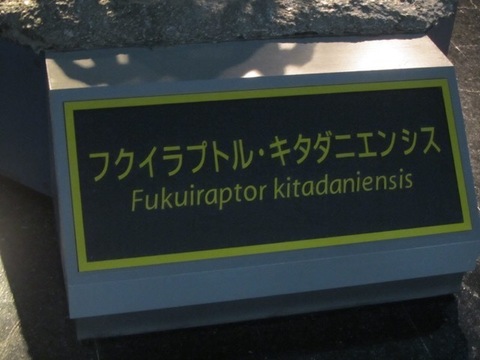 フクイラプトル・キタダニエンシス
Fukuiraptor kitadaniensis